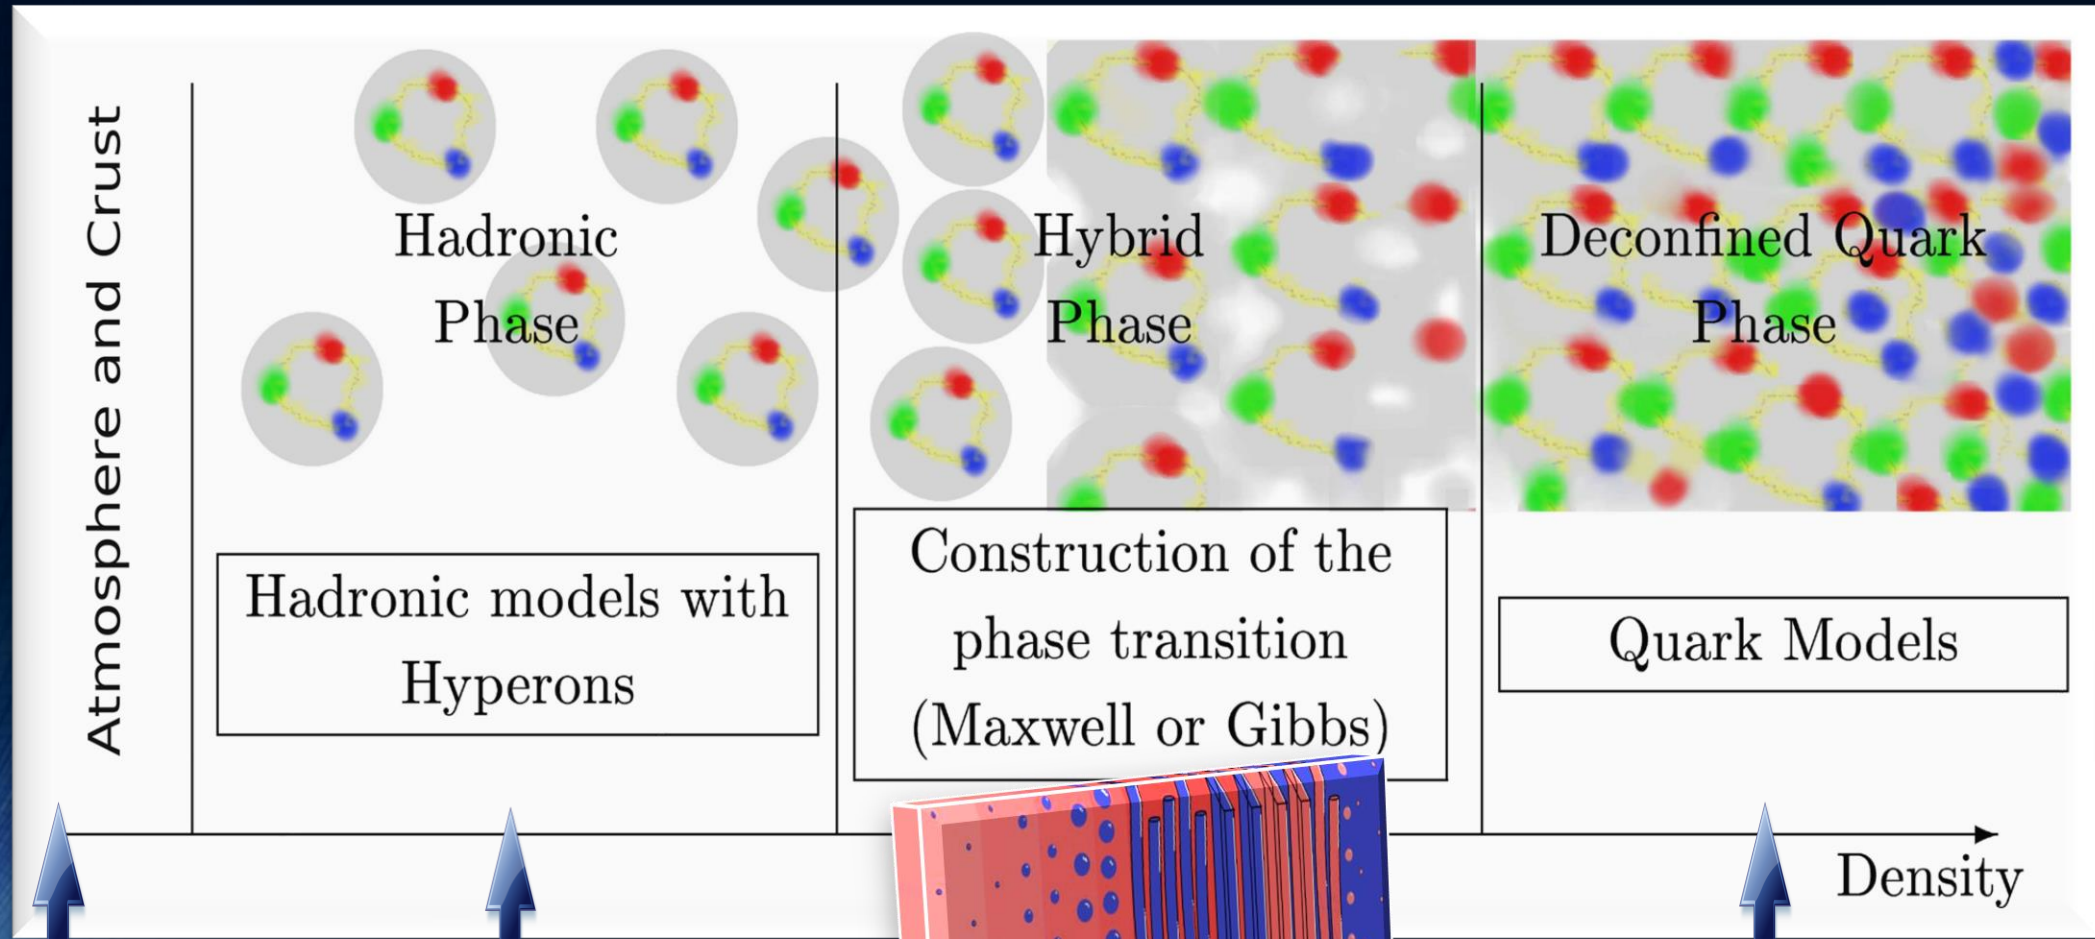 Atmosphere and Crust
Hadronic
Phase
Hybrid
Phase
Deconfined Quark
Phase
Hadronic models with
Hyperons
Construction of the
phase transition
(Maxwell or Gibbs)
Quark Models
Density